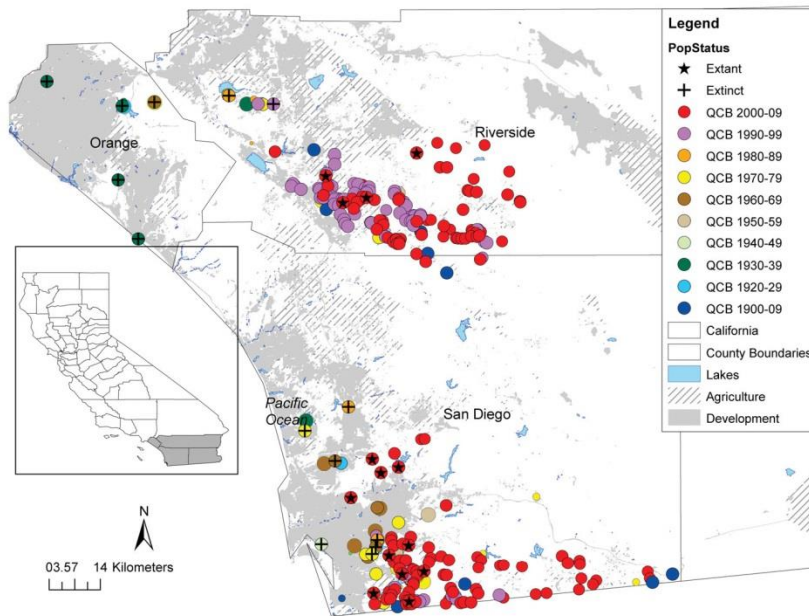 Legend
PopStatus
Extant
Extinct
QCB 2000-09
QCB 1990-99
QCB 1980-89
QCB 1970-79
QCB 1960-69
QCB 1950-59
QCB 1940-49
QCB 1930-39
QCB 1920-29
QCB 1900-09
California
County Boundaries
Lakes
Agriculture
Development
Orange
Riverside
Pacific
Ocean
San Diego
N
03.57 14 Kilometers